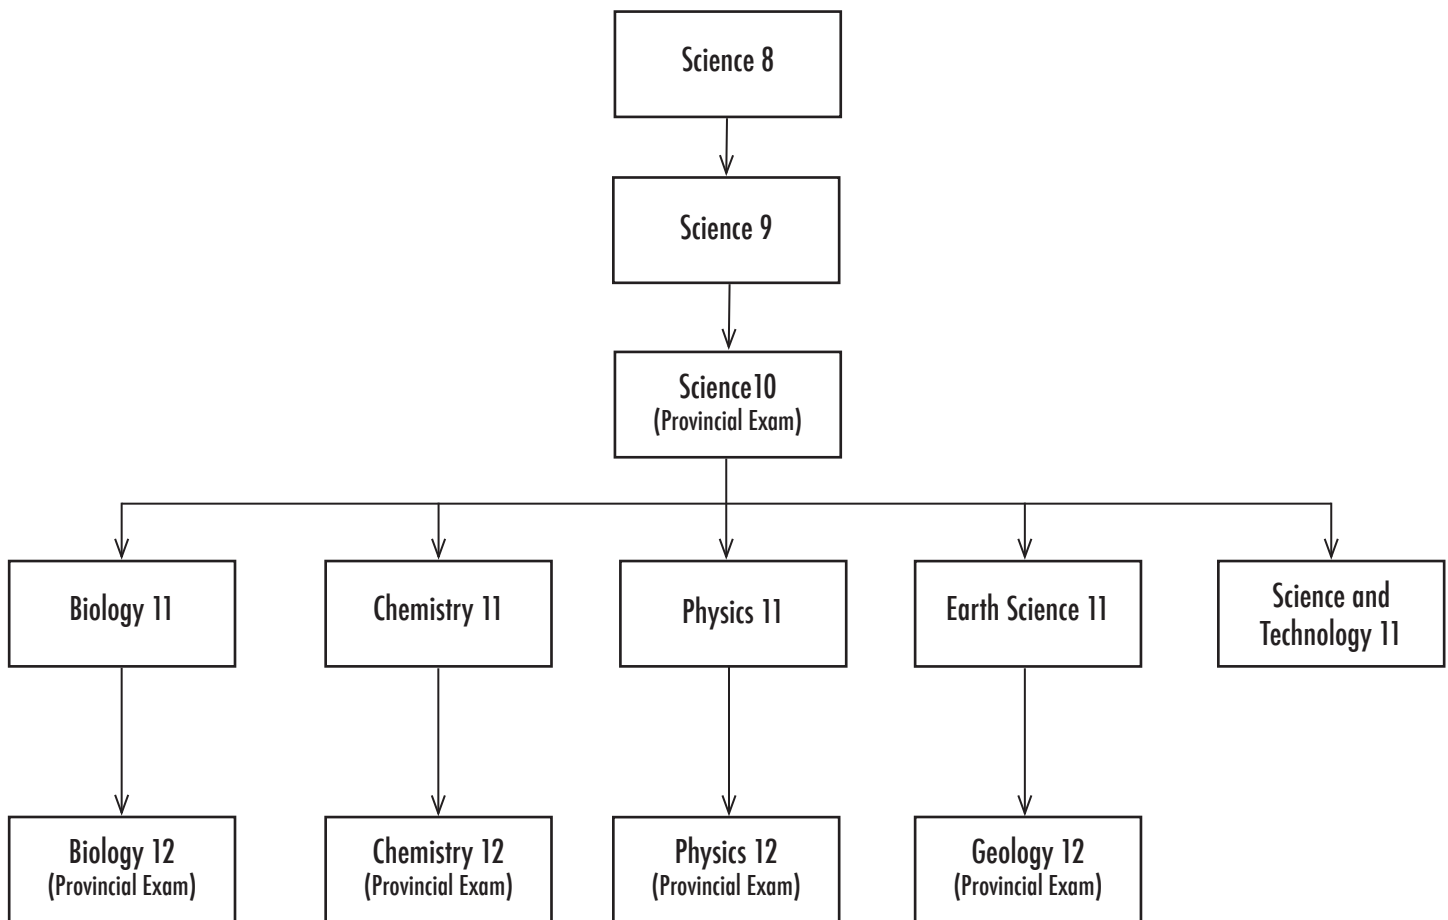 Science 8
Science 9
Science10
(Provincial Exam)
Biology 11
Chemistry 11
Physics 11
Earth Science 11
Science and
Technology 11
Biology 12
(Provincial Exam)
Chemistry 12
(Provincial Exam)
Physics 12
(Provincial Exam)
Geology 12
(Provincial Exam)